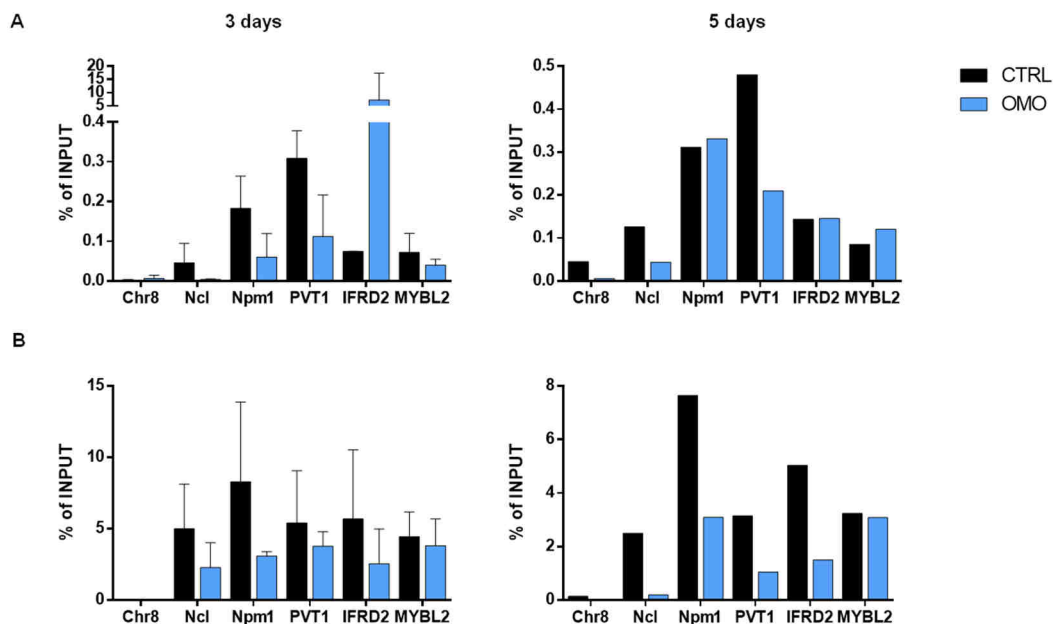 A
3 days
5 days
CTRL
OMO
% of INPUT
20
15
10
5
0.4
0.3
0.2
0.1
0.0
Chr8 Ncl Npm1 PVT1 IFRD2 MYBL2
% of INPUT
0.5
0.4
0.3
0.2
0.1
0.0
Chr8 Ncl Npm1 PVT1 IFRD2 MYBL2
B
% of INPUT
15
10
5
0
Chr8 Ncl Npm1 PVT1 IFRD2 MYBL2
% of INPUT
8
6
4
2
0
Chr8 Ncl Npm1 PVT1 IFRD2 MYBL2